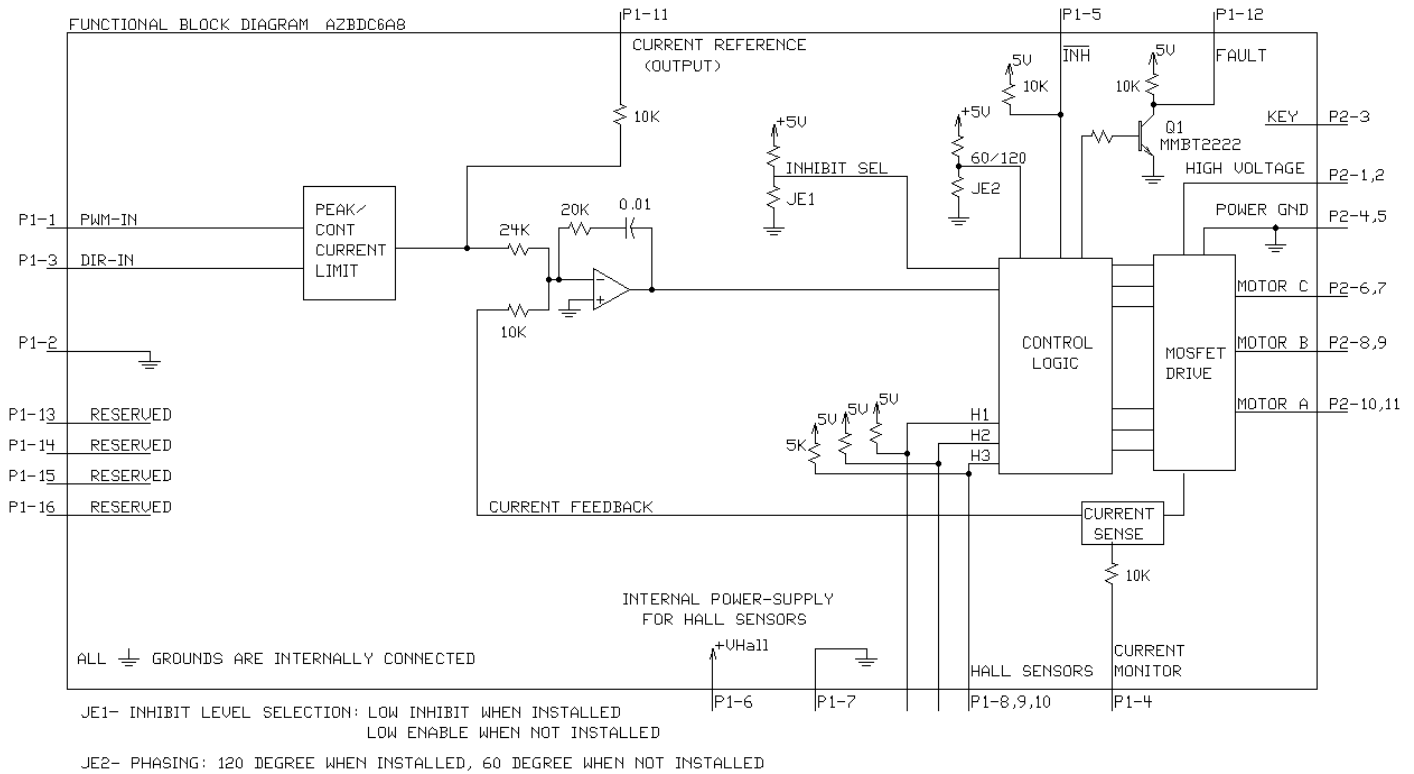 FUNCTIONAL BLOCK DIAGRAM AZBDC6A8
P1-11
P1-5
P1-12
CURRENT REFERENCE
(OUTPUT)
INH
FAULT
5V
10K
5V
10K
10K
KEY
P2-3
Q1
MMBT2222
+5V
+5V
INHIBIT SEL
60/120
JE1
JE2
HIGH VOLTAGE
P2-1,2
POWER GND
P2-4,5
P1-1
PWM-IN
P1-3
DIR-IN
PEAK/
CONT
CURRENT
LIMIT
24K
20K
0.01
-
+
10K
P1-2
CONTROL
LOGIC
MOSFET
DRIVE
MOTOR C
P2-6,7
MOTOR B
P2-8,9
MOTOR A
P2-10,11
P1-13
RESERVED
P1-14
RESERVED
P1-15
RESERVED
P1-16
RESERVED
5V
5V
5V
5K
H1
H2
H3
CURRENT FEEDBACK
CURRENT
SENSE
10K
INTERNAL POWER-SUPPLY
FOR HALL SENSORS
+VHall
ALL GROUNDS ARE INTERNALLY CONNECTED
HALL SENSORS
CURRENT
MONITOR
P1-6
P1-7
P1-8,9,10
P1-4
JE1- INHIBIT LEVEL SELECTION: LOW INHIBIT WHEN INSTALLED
LOW ENABLE WHEN NOT INSTALLED
JE2- PHASING: 120 DEGREE WHEN INSTALLED, 60 DEGREE WHEN NOT INSTALLED